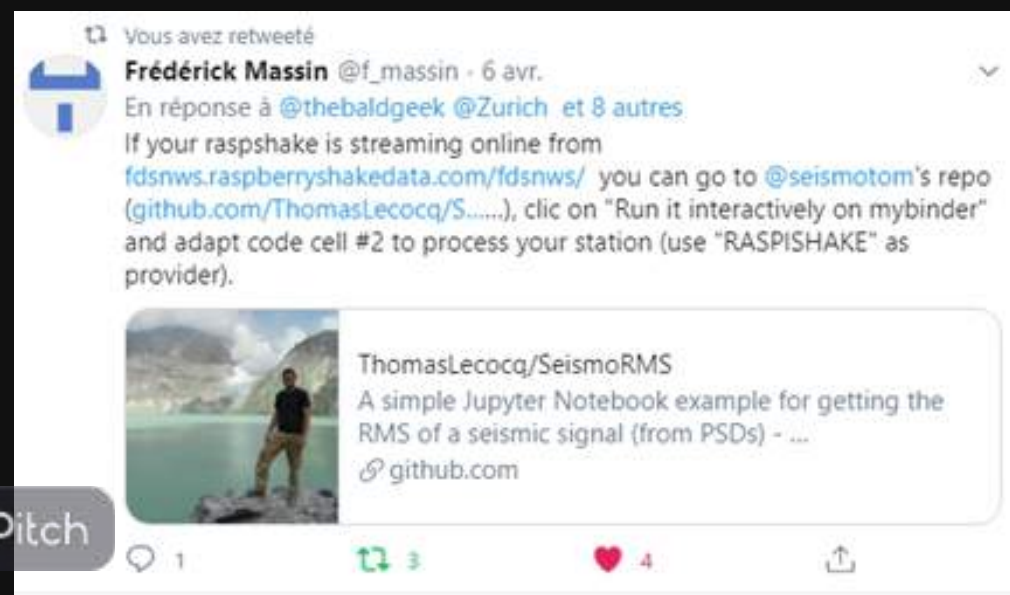 Vous avez retweeté
Frédérick Massin @f_massin · 6 avr.
En réponse à @thebaldgeek @Zurich et 8 autres
If your raspshake is streaming online from
fdsnws.raspberryshakedata.com/fdsnws/ you can go to @seismotom's repo
(github.com/ThomasLecocq/S......), clic on "Run it interactively on mybinder"
and adapt code cell #2 to process your station (use "RASPISHAKE" as
provider).
ThomasLecocq/SeismoRMS
A simple Jupyter Notebook example for getting the
RMS of a seismic signal (from PSDs) - ...
github.com
Pitch
1 3 4